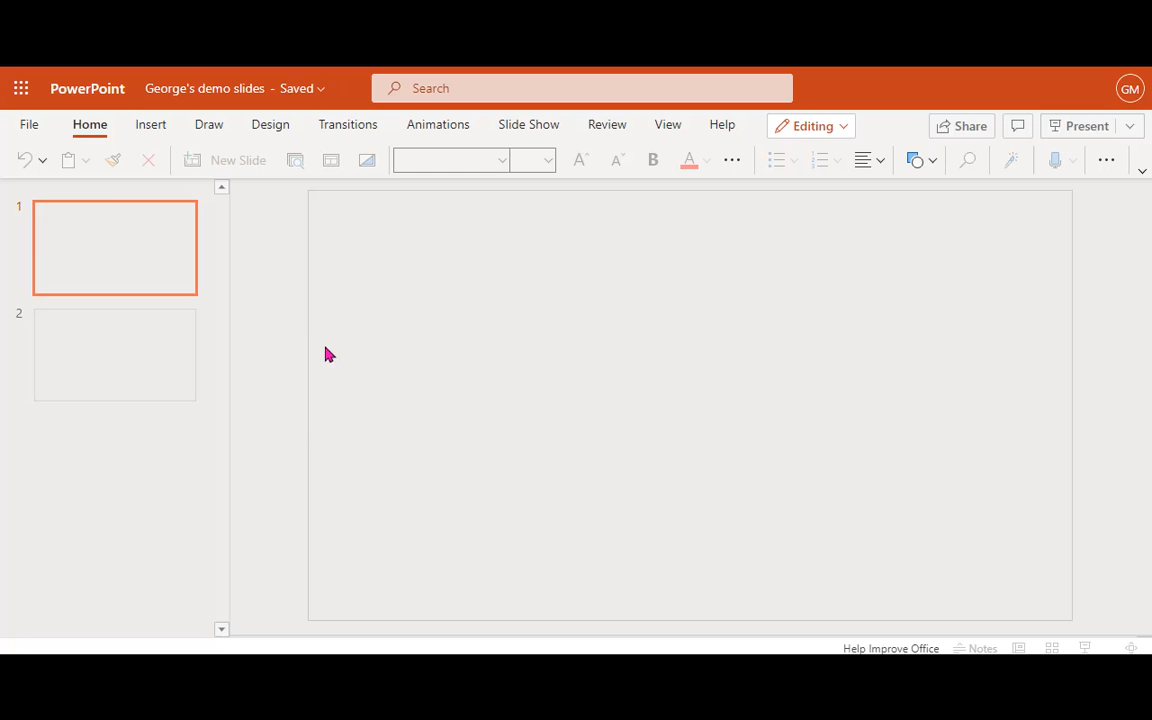 PowerPoint George's demo slides - Saved Search GM
File Home Insert Draw Design Transitions Animations Slide Show Review View Help Editing Share Present
New Slide B A
1
2
Help Improve Office Notes